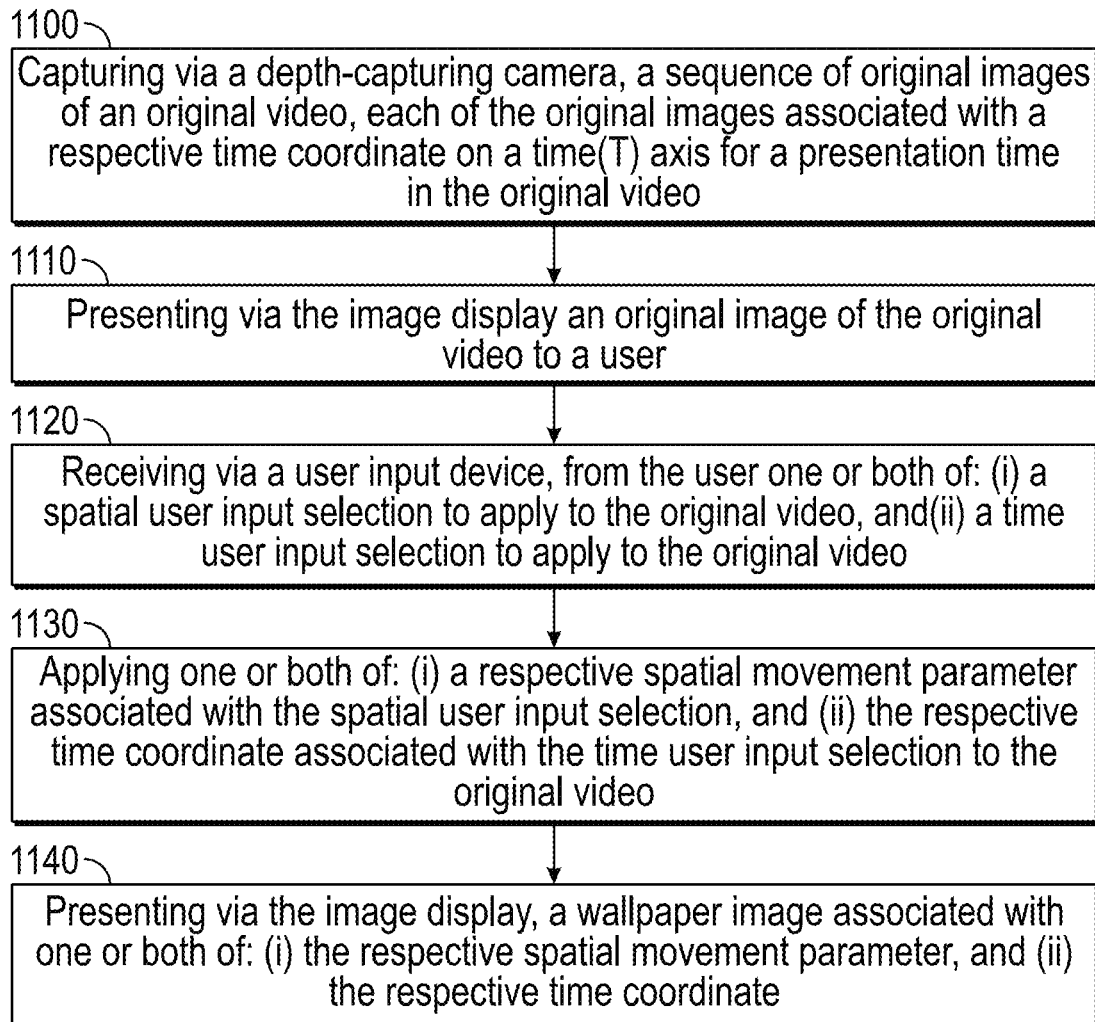 1100
Capturing via a depth-capturing camera, a sequence of original images
of an original video, each of the original images associated with a
respective time coordinate on a time(T) axis for a presentation time
in the original video
1110
Presenting via the image display an original image of the original
video to a user
1120
Receiving via a user input device, from the user one or both of: (i) a
spatial user input selection to apply to the original video, and(ii) a time
user input selection to apply to the original video
1130
Applying one or both of: (i) a respective spatial movement parameter
associated with the spatial user input selection, and (ii) the respective
time coordinate associated with the time user input selection to the
original video
1140
Presenting via the image display, a wallpaper image associated with
one or both of: (i) the respective spatial movement parameter, and (ii)
the respective time coordinate